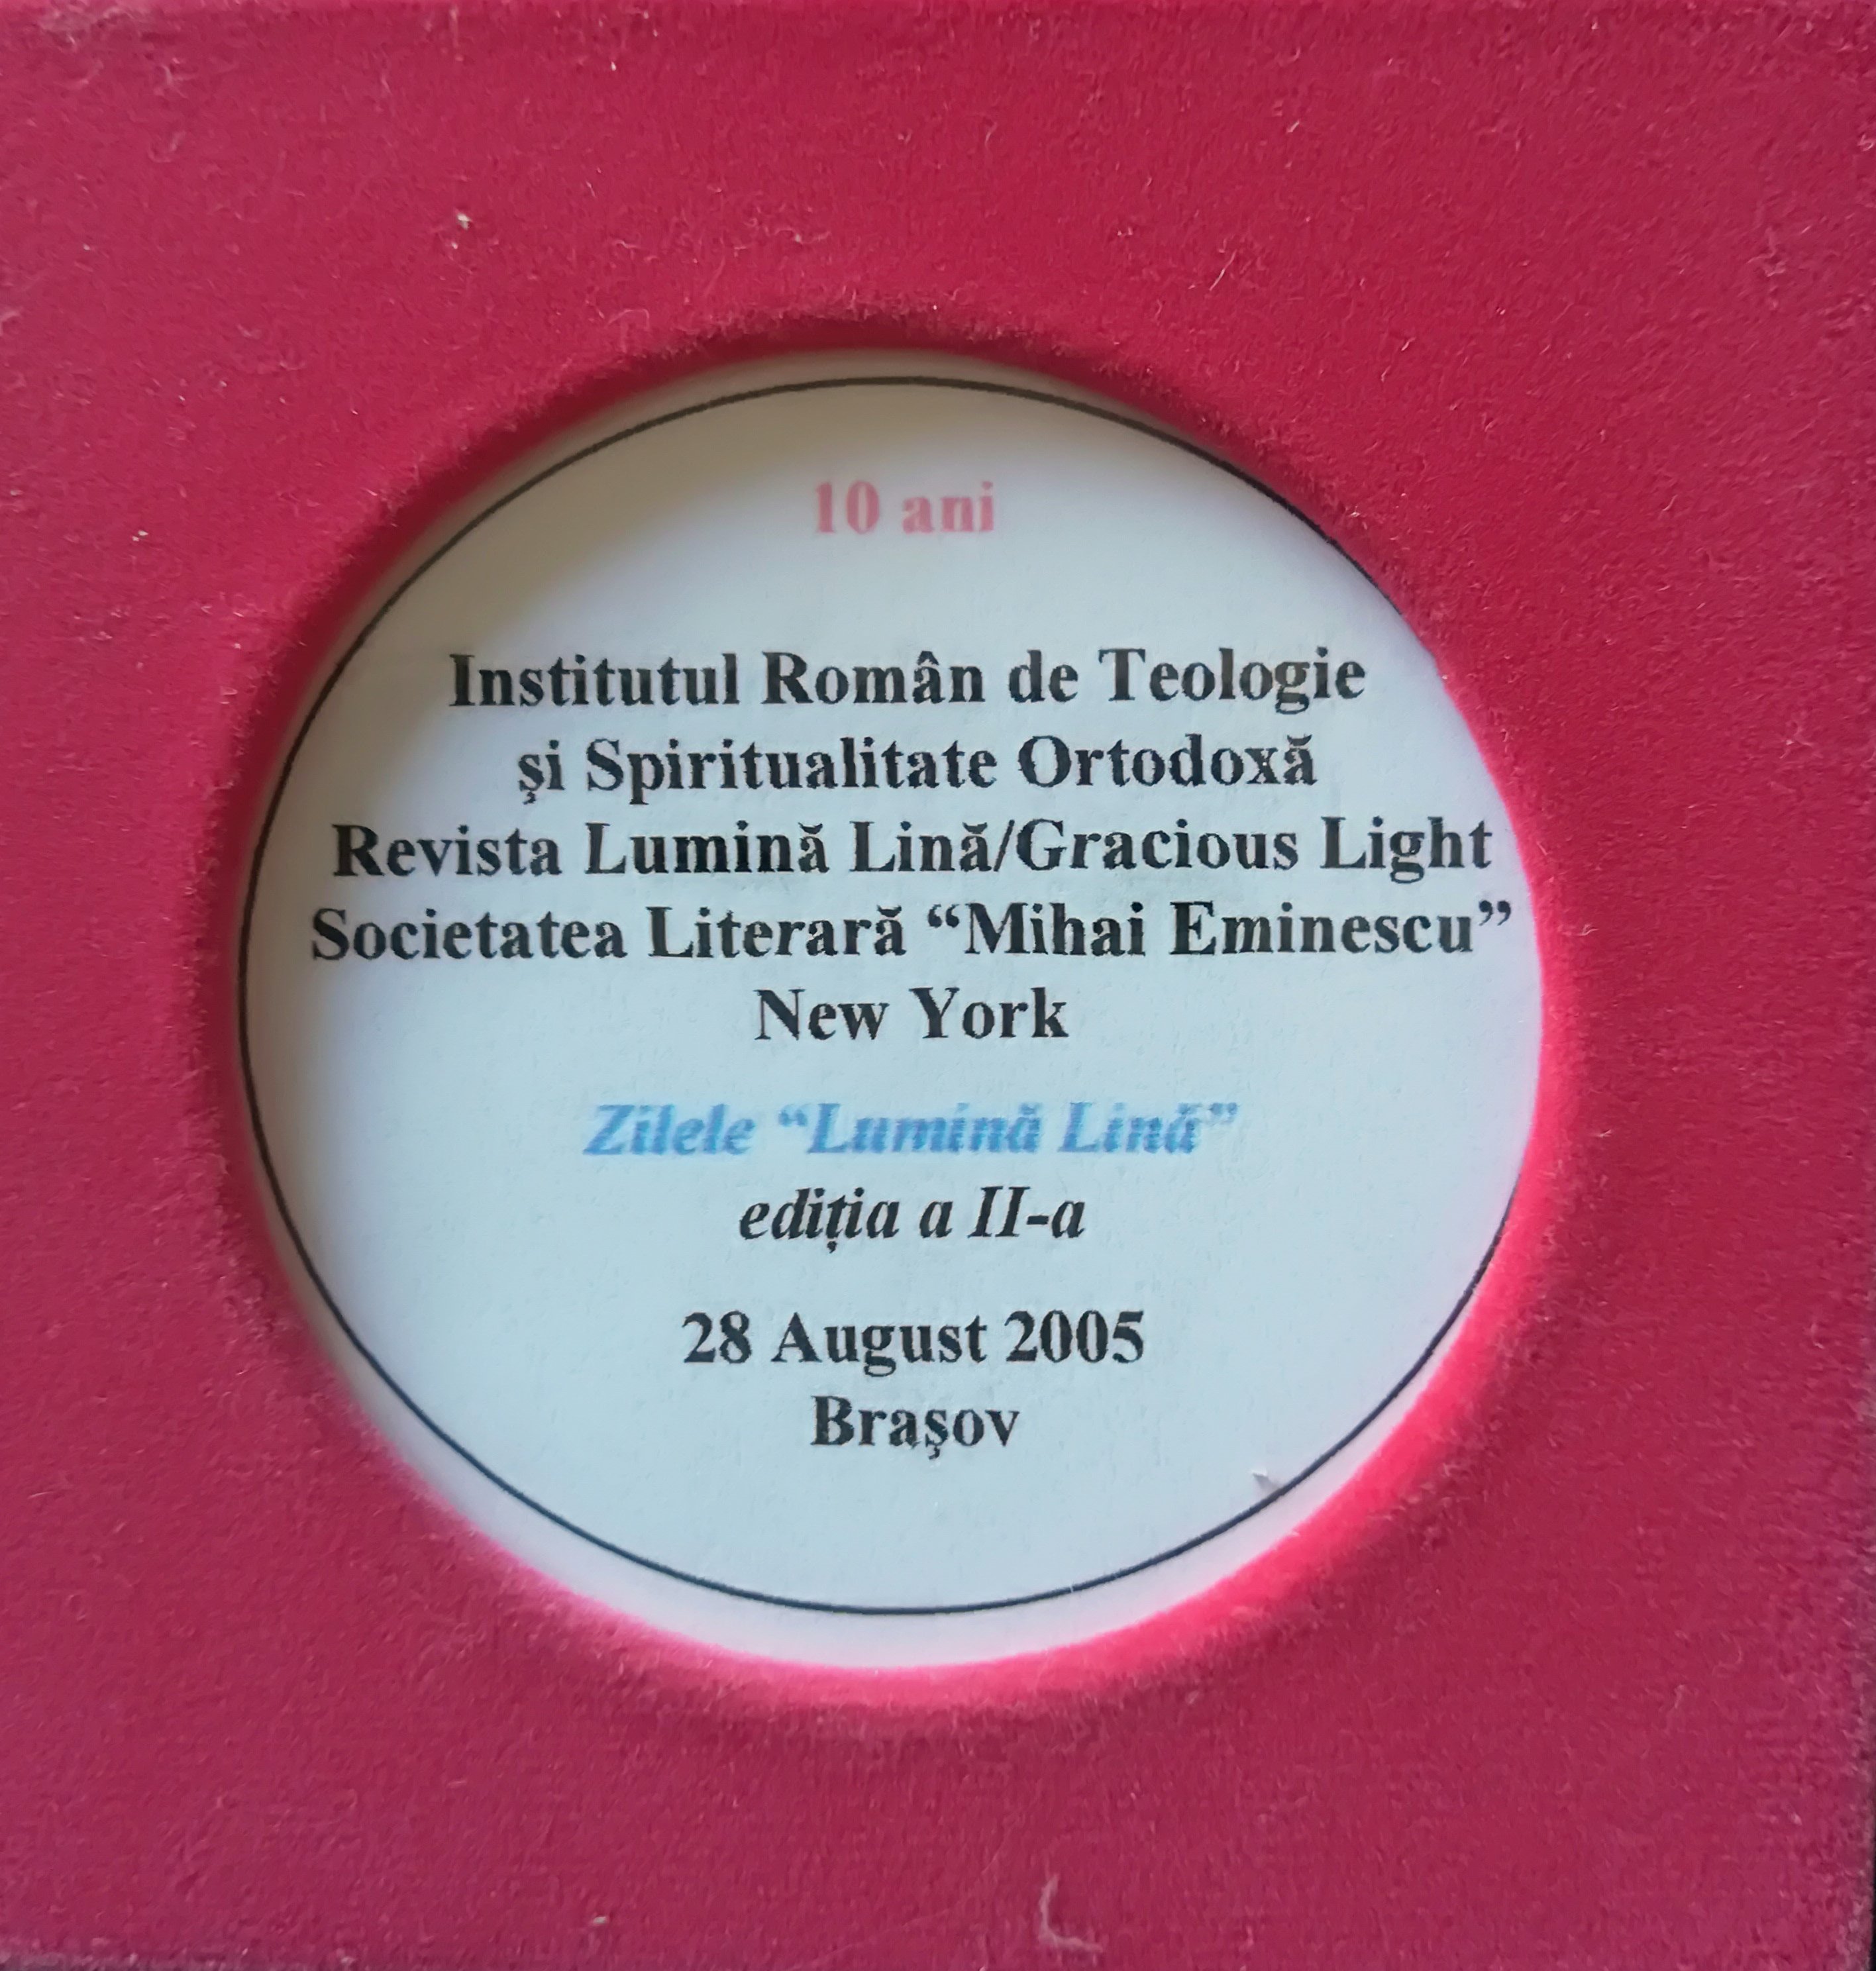 10 ani
Institutul Român de Teologie
şi Spiritualitate Ortodoxă
Revista Lumină Lină/Gracious Light
Societatea Literară “Mihai Eminescu”
New York
Zilele “Lumină Lină”
ediţia a II-a
28 August 2005
Braşov